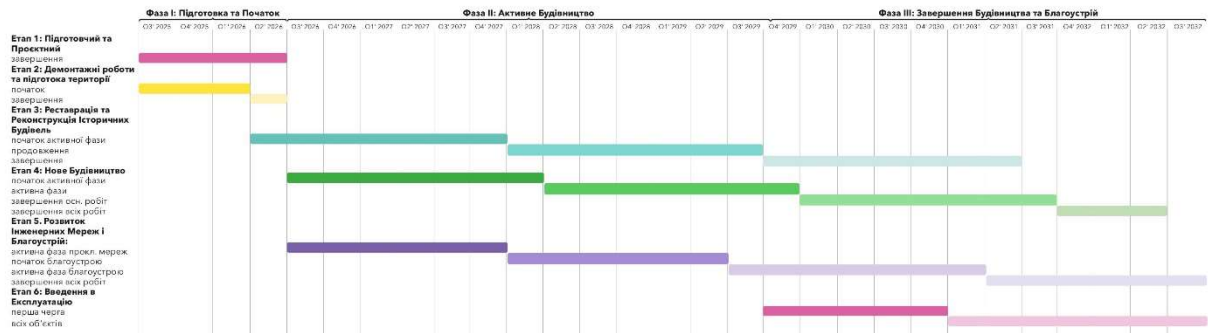 Фаза I: Підготовка та Початок Фаза II: Активне Будівництво Фаза III: Завершення Будівництва та Благоустрій
Q3' 2025 Q4' 2025 Q1' 2026 Q2' 2026 Q3' 2026 Q4' 2026 Q1' 2027 Q2' 2027 Q3' 2027 Q4' 2027 Q1' 2028 Q2' 2028 Q3' 2028 Q4' 2028 Q1' 2029 Q2' 2029 Q3' 2029 Q4' 2029 Q1' 2030 Q2' 2030 Q3' 2030 Q4' 2030 Q1' 2031 Q2' 2031 Q3' 2031 Q4' 2031 Q1' 2032 Q2' 2032 Q3' 2032
Етап 1: Підготовчий та
Проєктний
завершення
Етап 2: Демонтажні роботи
та підготока території
початок
завершення
Етап 3: Реставрація та
Реконструкція Історичних
Будівель
початок активної фази
продовження
завершення
Етап 4: Нове Будівництво
початок активної фази
активна фази
завершення осн. робіт
завершення всіх робіт
Етап 5. Розвиток
Інженерних Мереж і
Благоустрій:
активна фаза прокл. мереж
початок благоустрою
активна фаза благоустрою
завершення всіх робіт
Етап 6: Введення в
Експлуатацію
перша черга
всіх об'єктів